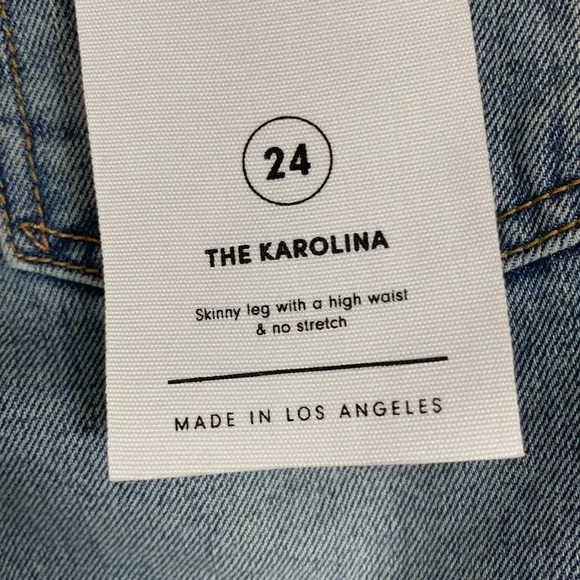 24
THE KAROLINA
Skinny leg with a high waist
& no stretch
MADE IN LOS ANGELES